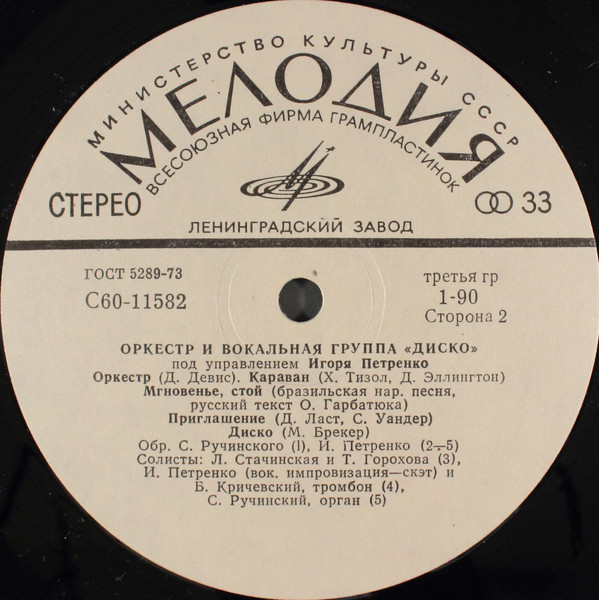 МИНИСТЕРСТВО КУЛЬТУРЫ СССР
МЕЛОДИЯ
ВСЕСОЮЗНАЯ ФИРМА ГРАМПЛАСТИНОК
СТЕРЕО
33
ЛЕНИНГРАДСКИЙ ЗАВОД
ГОСТ 5289-73
третья гр
С60-11582
1-90
Сторона 2
ОРКЕСТР И ВОКАЛЬНАЯ ГРУППА «ДИСКО»
под управлением Игоря Петренко
Оркестр (Д. Девис). Караван (Х. Тизол, Д. Эллингтон)
Мгновенье, стой (бразильская нар. песня,
русский текст О. Гарбатюка)
Приглашение (Д. Ласт, С. Уандер)
Диско (М. Брекер)
Обр. С. Ручинского (1), И. Петренко (2—5)
Солисты: Л. Стачинская и Т. Горохова (3),
И. Петренко (вок. импровизация—скэт) и
Б. Кричевский, тромбон (4),
С. Ручинский, орган (5)